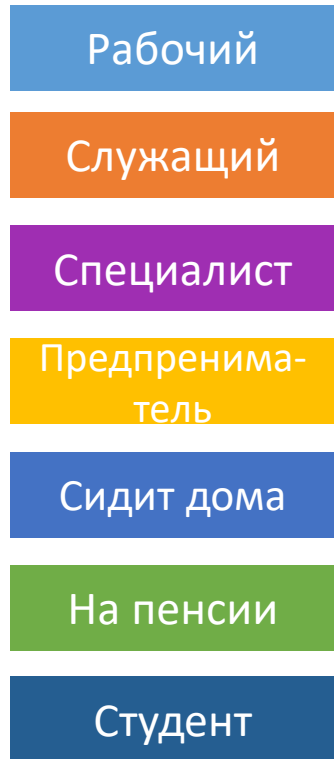 Рабочий
Служащий
Специалист
Предпренима-
тель
Сидит дома
На пенсии
Студент